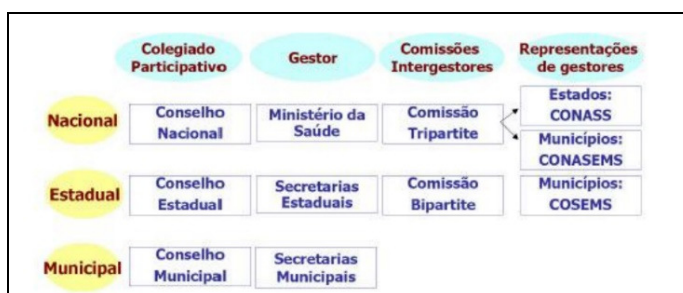 Colegiado
Participativo
Gestor
Comissões
Intergestores
Representações
de gestores
Nacional
Conselho
Nacional
Ministério da
Saúde
Comissão
Tripartite
Estados:
CONASS
Municípios:
CONASEMS
Estadual
Conselho
Estadual
Secretarias
Estaduais
Comissão
Bipartite
Municípios:
COSEMS
Municipal
Conselho
Municipal
Secretarias
Municipais